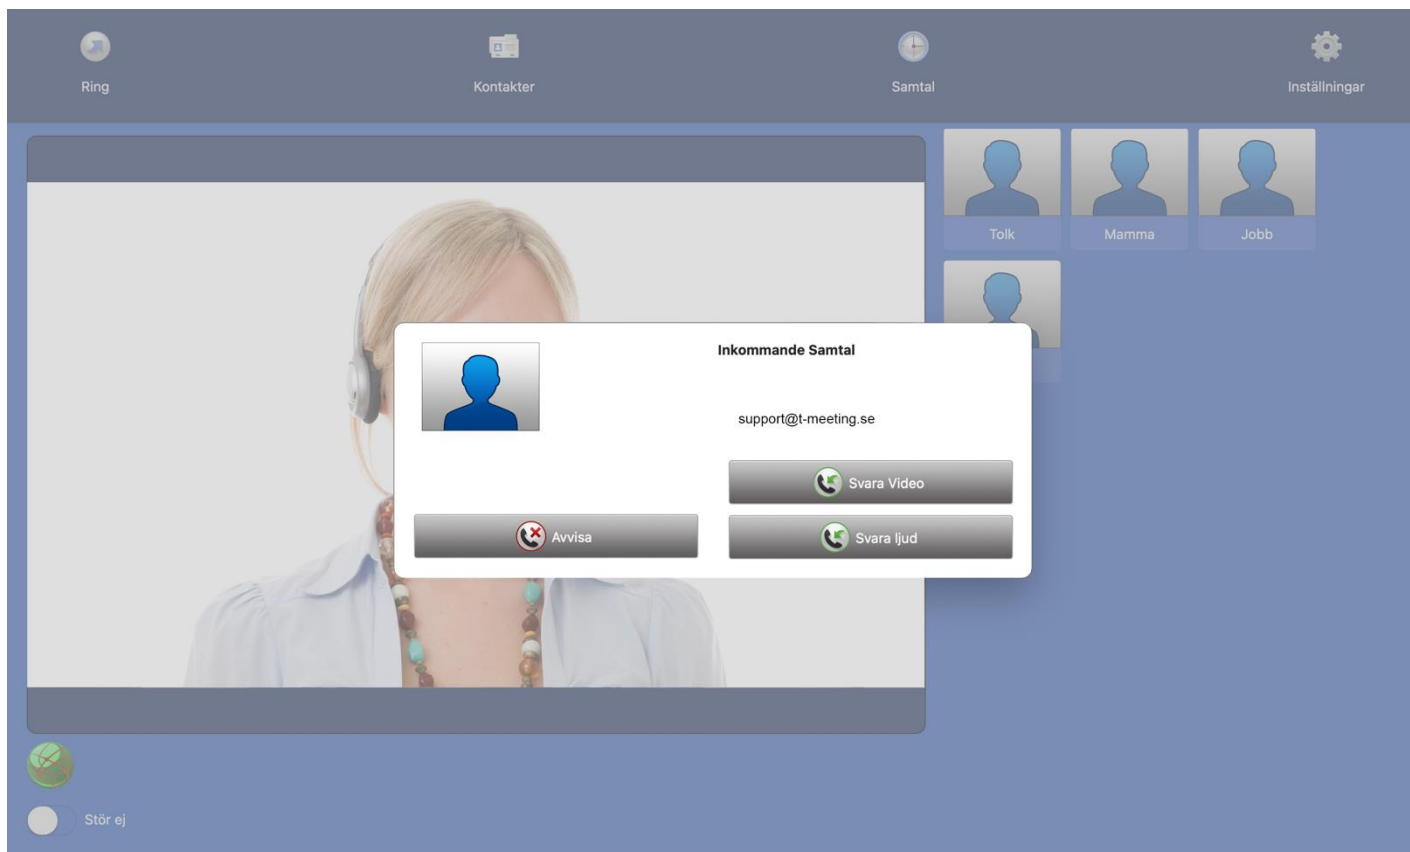 Ring
Kontakter
Samtal
Inställningar
Tolk
Mamma
Jobb
Inkommande Samtal
support@t-meeting.se
Svara Video
Avvisa
Svara ljud
Stör ej